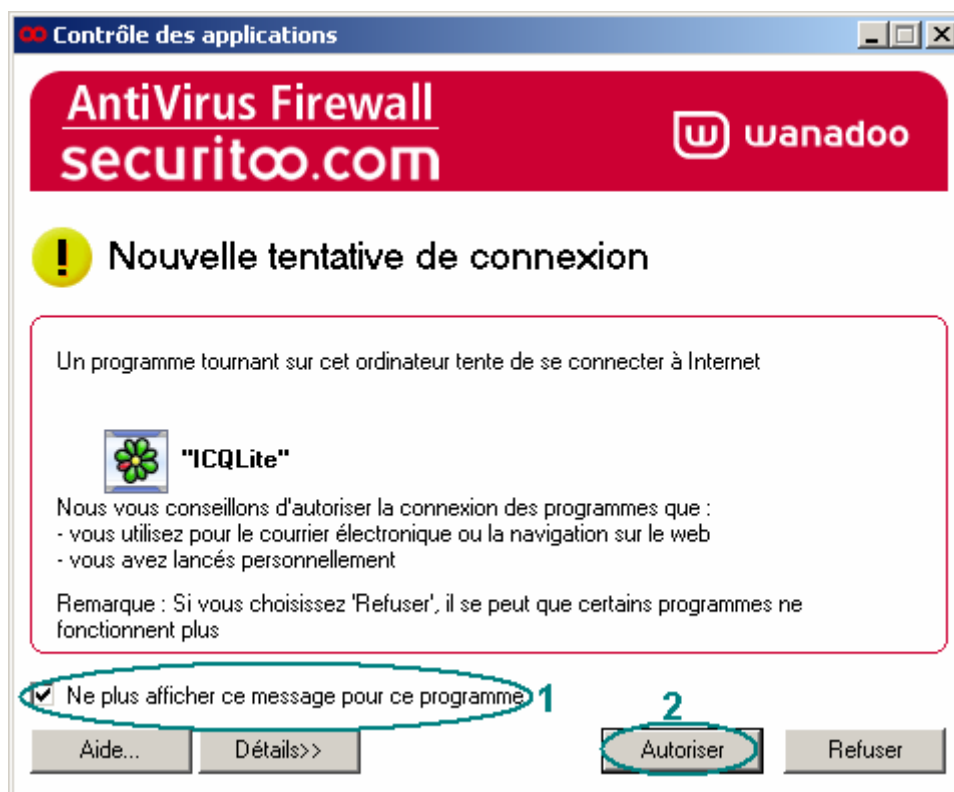 Contrôle des applications
AntiVirus Firewall
securitoo.com
wanadoo
Nouvelle tentative de connexion
Un programme tournant sur cet ordinateur tente de se connecter à Internet
"ICQLite"
Nous vous conseillons d'autoriser la connexion des programmes que :
- vous utilisez pour le courrier électronique ou la navigation sur le web
- vous avez lancés personnellement
Remarque : Si vous choisissez 'Refuser', il se peut que certains programmes ne
fonctionnent plus
Ne plus afficher ce message pour ce programme 1
2
Aide... Détails>> Autoriser Refuser